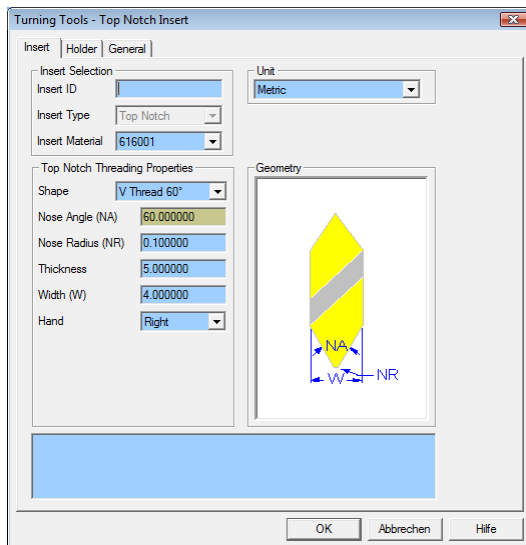 Turning Tools - Top Notch Insert
Insert Holder General
Insert Selection
Insert ID
Insert Type Top Notch
Insert Material 616001
Unit
Metric
Top Notch Threading Properties
Shape V Thread 60°
Nose Angle (NA) 60.000000
Nose Radius (NR) 0.100000
Thickness 5.000000
Width (W) 4.000000
Hand Right
Geometry
NA
W NR
OK Abbrechen Hilfe